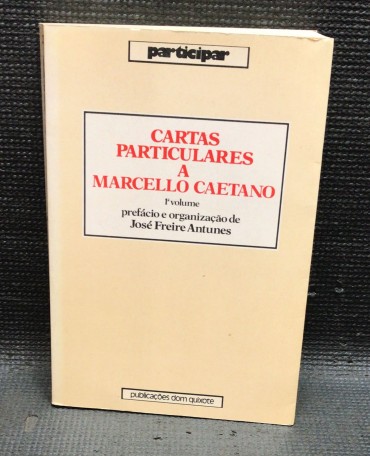 participar
CARTAS
PARTICULARES
A
MARCELLO CAETANO
1º volume
prefácio e organização de
José Freire Antunes
publicações dom quixote